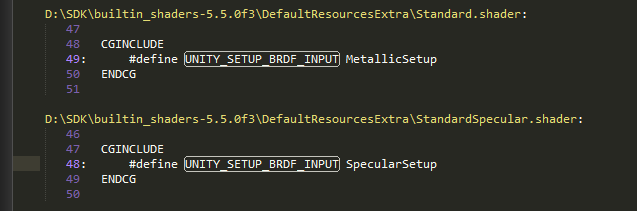 D:\SDK\builtin_shaders-5.5.0f3\DefaultResourcesExtra\Standard.shader:
47
48 CGINCLUDE
49: #define UNITY_SETUP_BRDF_INPUT MetallicSetup
50 ENDCG
51
D:\SDK\builtin_shaders-5.5.0f3\DefaultResourcesExtra\StandardSpecular.shader:
46
47 CGINCLUDE
48: #define UNITY_SETUP_BRDF_INPUT SpecularSetup
49 ENDCG
50